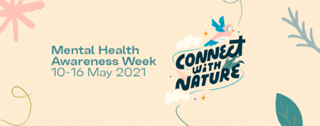 Mental Health
Awareness Week
10-16 May 2021
CONNECT
WITH
NATURE